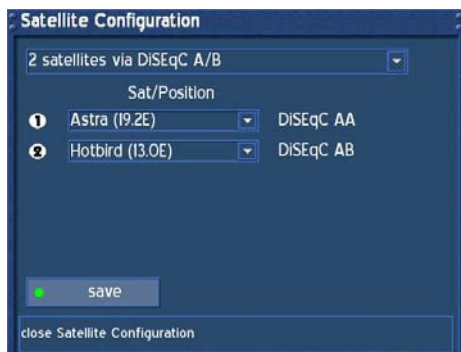 Satellite Configuration
2 satellites via DiSEqC A/B
Sat/Position
1 Astra (19.2E) DiSEqC AA
2 Hotbird (13.0E) DiSEqC AB
save
close Satellite Configuration